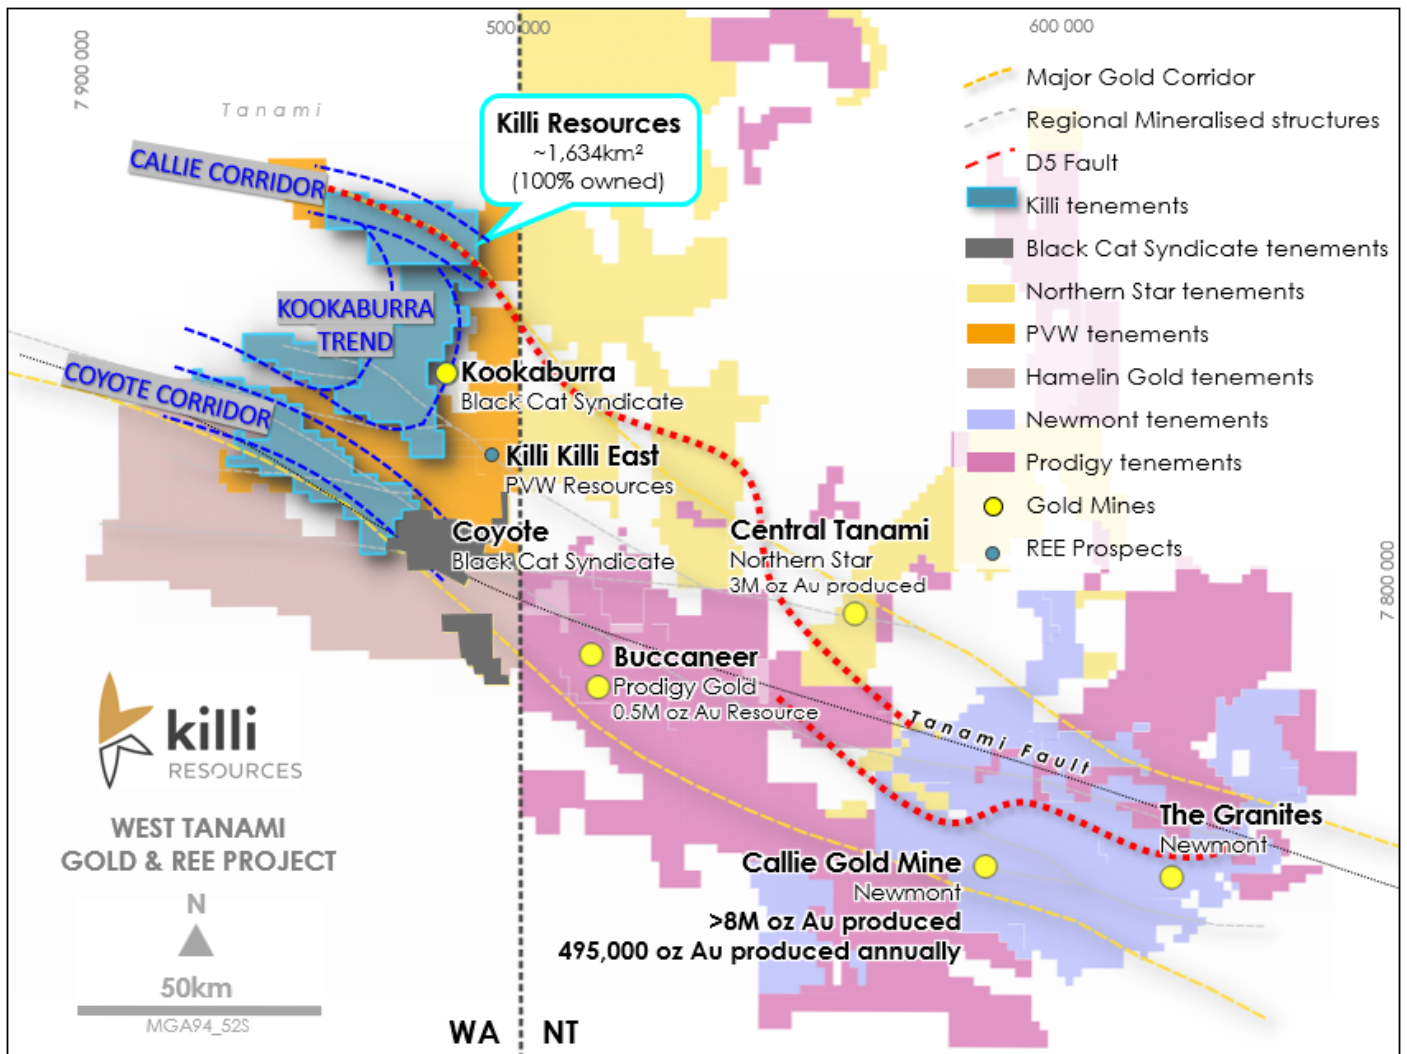 500 000
600 000
7 900 000
Tanami
Killi Resources
~1,634km²
(100% owned)
CALLIE CORRIDOR
KOOKABURRA
TREND
COYOTE CORRIDOR
Kookaburra
Black Cat Syndicate
Killi Killi East
PVW Resources
Coyote
Black Cat Syndicate
Central Tanami
Northern Star
3M oz Au produced
Buccaneer
Prodigy Gold
0.5M oz Au Resource
Tanami Fault
The Granites
Newmont
Callie Gold Mine
Newmont
>8M oz Au produced
495,000 oz Au produced annually
Major Gold Corridor
Regional Mineralised structures
D5 Fault
Killi tenements
Black Cat Syndicate tenements
Northern Star tenements
PVW tenements
Hamelin Gold tenements
Newmont tenements
Prodigy tenements
Gold Mines
REE Prospects
7 800 000
killi
RESOURCES
WEST TANAMI
GOLD & REE PROJECT
N
50km
MGA94_52S
WA
NT